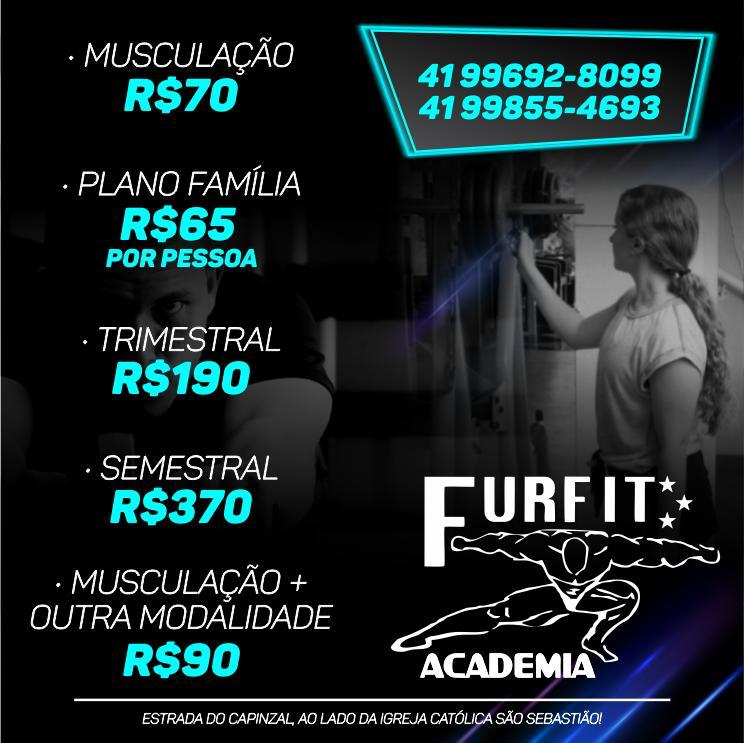 · MUSCULAÇÃO
R$70
41 99692-8099
41 99855-4693
· PLANO FAMÍLIA
R$65
POR PESSOA
· TRIMESTRAL
R$190
· SEMESTRAL
R$370
· MUSCULAÇÃO +
OUTRA MODALIDADE
R$90
FURFIT
ACADEMIA
ESTRADA DO CAPINZAL, AO LADO DA IGREJA CATÓLICA SÃO SEBASTIÃO!